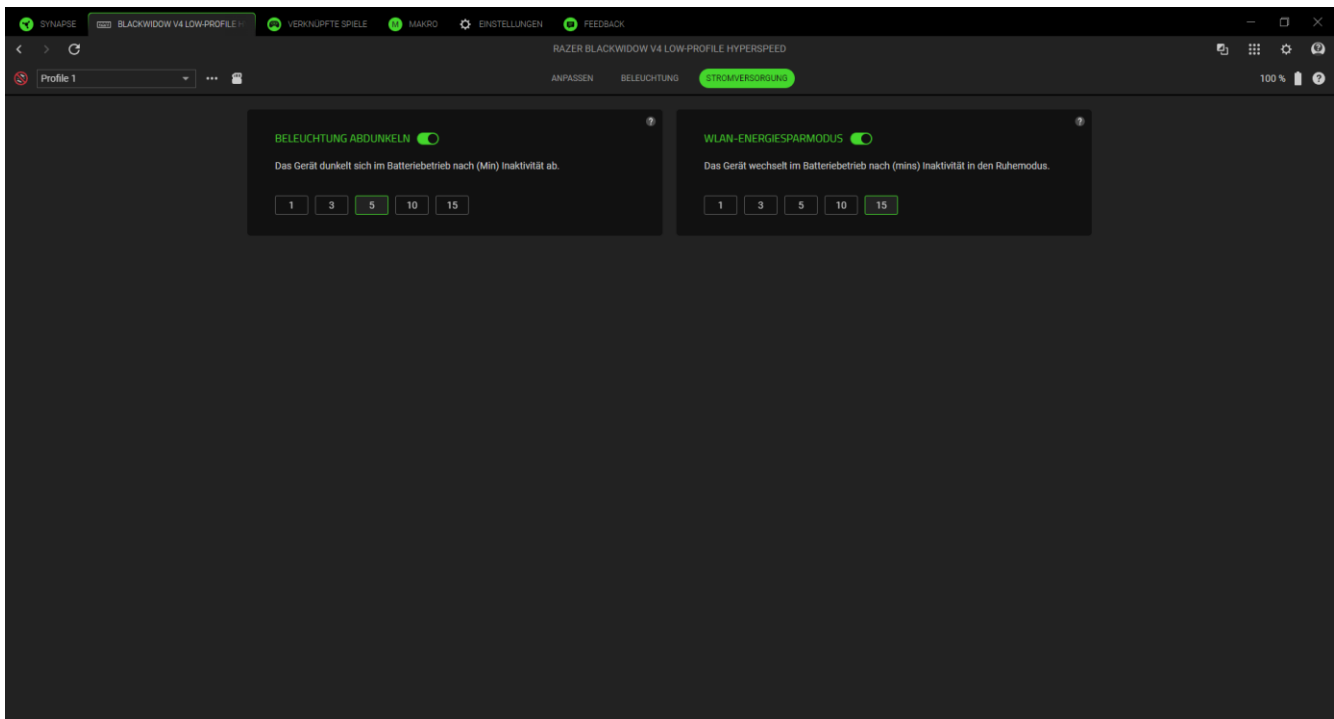 SYNAPSE BLACKWIDOW V4 LOW-PROFILE H VERKNÜPFTE SPIELE M MAKRO EINSTELLUNGEN FEEDBACK
RAZER BLACKWIDOW V4 LOW-PROFILE HYPERSPEED
Profile 1 ANPASSEN BELEUCHTUNG STROMVERSORGUNG 100 %
BELEUCHTUNG ABDUNKELN
Das Gerät dunkelt sich im Batteriebetrieb nach (Min) Inaktivität ab.
1 3 5 10 15
WLAN-ENERGIESPARMODUS
Das Gerät wechselt im Batteriebetrieb nach (mins) Inaktivität in den Ruhemodus.
1 3 5 10 15